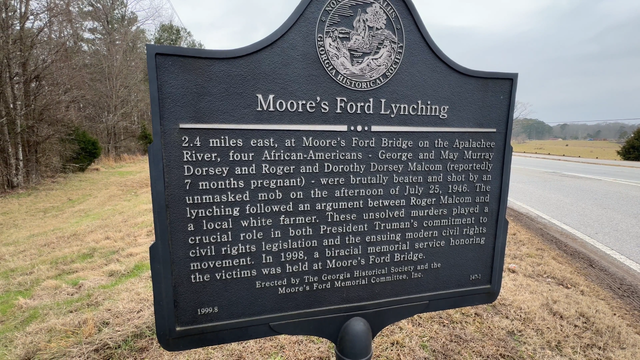 GEORGIA HISTORICAL SOCIETY
Moore's Ford Lynching
2.4 miles east, at Moore's Ford Bridge on the Apalachee
River, four African-Americans - George and May Murray
Dorsey and Roger and Dorothy Dorsey Malcom (reportedly
7 months pregnant) - were brutally beaten and shot by an
unmasked mob on the afternoon of July 25, 1946. The
lynching followed an argument between Roger Malcom and
a local white farmer. These unsolved murders played a
crucial role in both President Truman's commitment to
civil rights legislation and the ensuing modern civil rights
movement. In 1998, a biracial memorial service honoring
the victims was held at Moore's Ford Bridge.
Erected by The Georgia Historical Society and the
Moore's Ford Memorial Committee, Inc.
1999.8